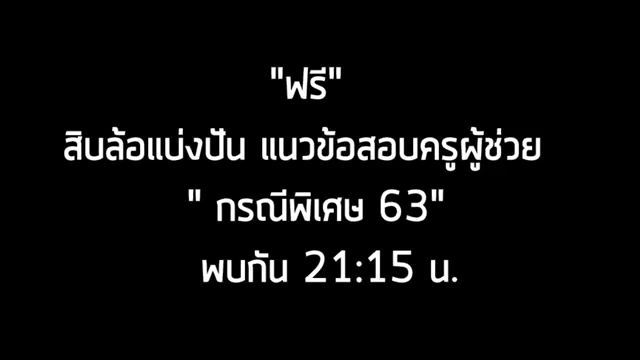 "ฟรี"
สิบล้อแบ่งปัน แนวข้อสอบครูผู้ช่วย
" กรณีพิเศษ 63"
พบกัน 21:15 น.